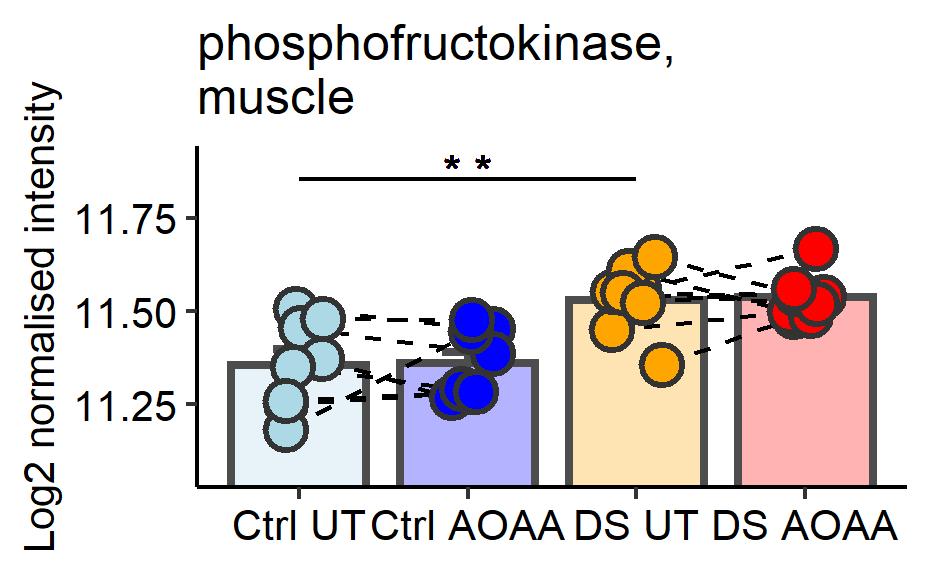 phosphofructokinase,
muscle
Log2 normalised intensity
* *
11.75
11.50
11.25
Ctrl UT Ctrl AOAA DS UT DS AOAA